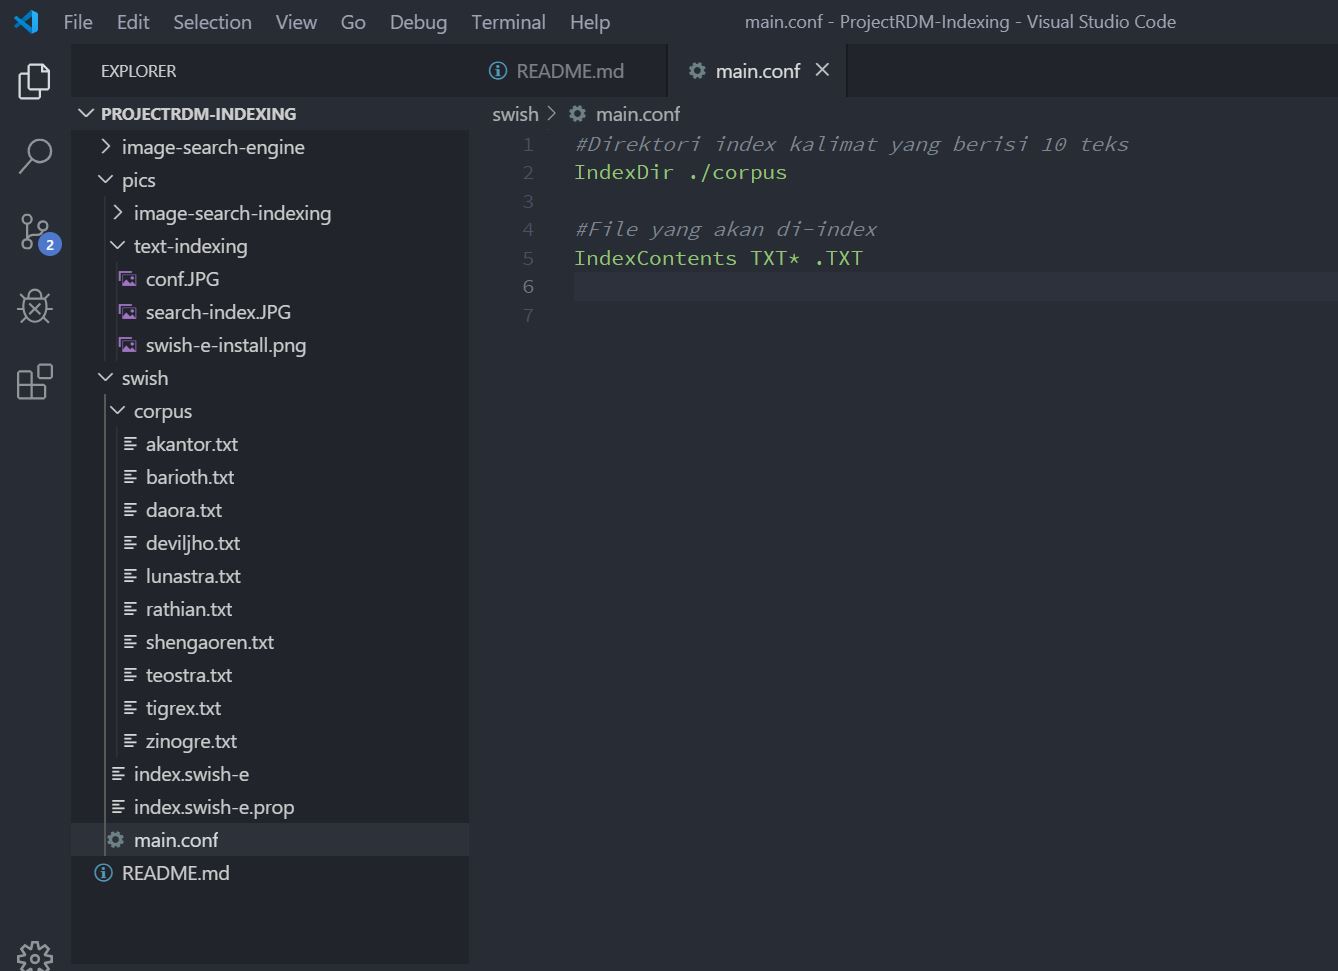 File Edit Selection View Go Debug Terminal Help main.conf - ProjectRDM-Indexing - Visual Studio Code
EXPLORER
README.md main.conf
PROJECTRDM-INDEXING
swish > main.conf
image-search-engine
pics
image-search-indexing
text-indexing
conf.JPG
search-index.JPG
swish-e-install.png
swish
corpus
akantor.txt
barioth.txt
daora.txt
deviljho.txt
lunastra.txt
rathian.txt
shengaoren.txt
teostra.txt
tigrex.txt
zinogre.txt
index.swish-e
index.swish-e.prop
main.conf
README.md
2
1 #Direktori index kalimat yang berisi 10 teks
2 IndexDir ./corpus
3
4 #File yang akan di-index
5 IndexContents TXT* .TXT
6
7